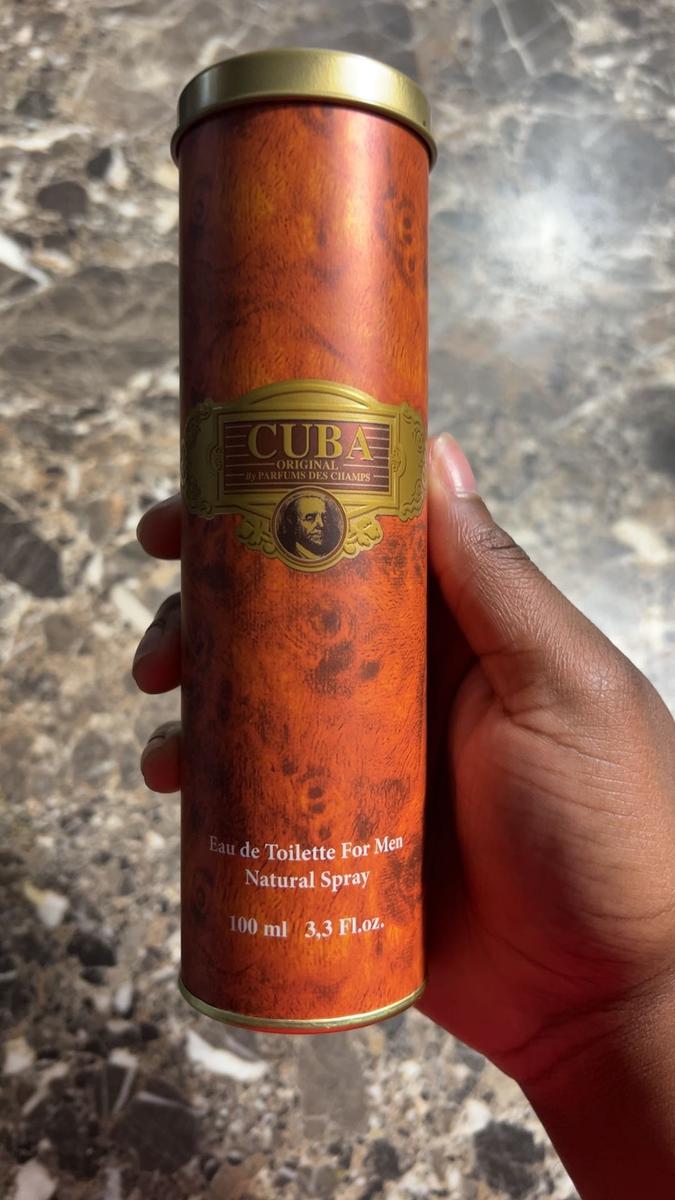 CUBA
ORIGINAL
By PARFUMS DES CHAMPS
Eau de Toilette For Men
Natural Spray
100 ml 3,3 Fl.oz.